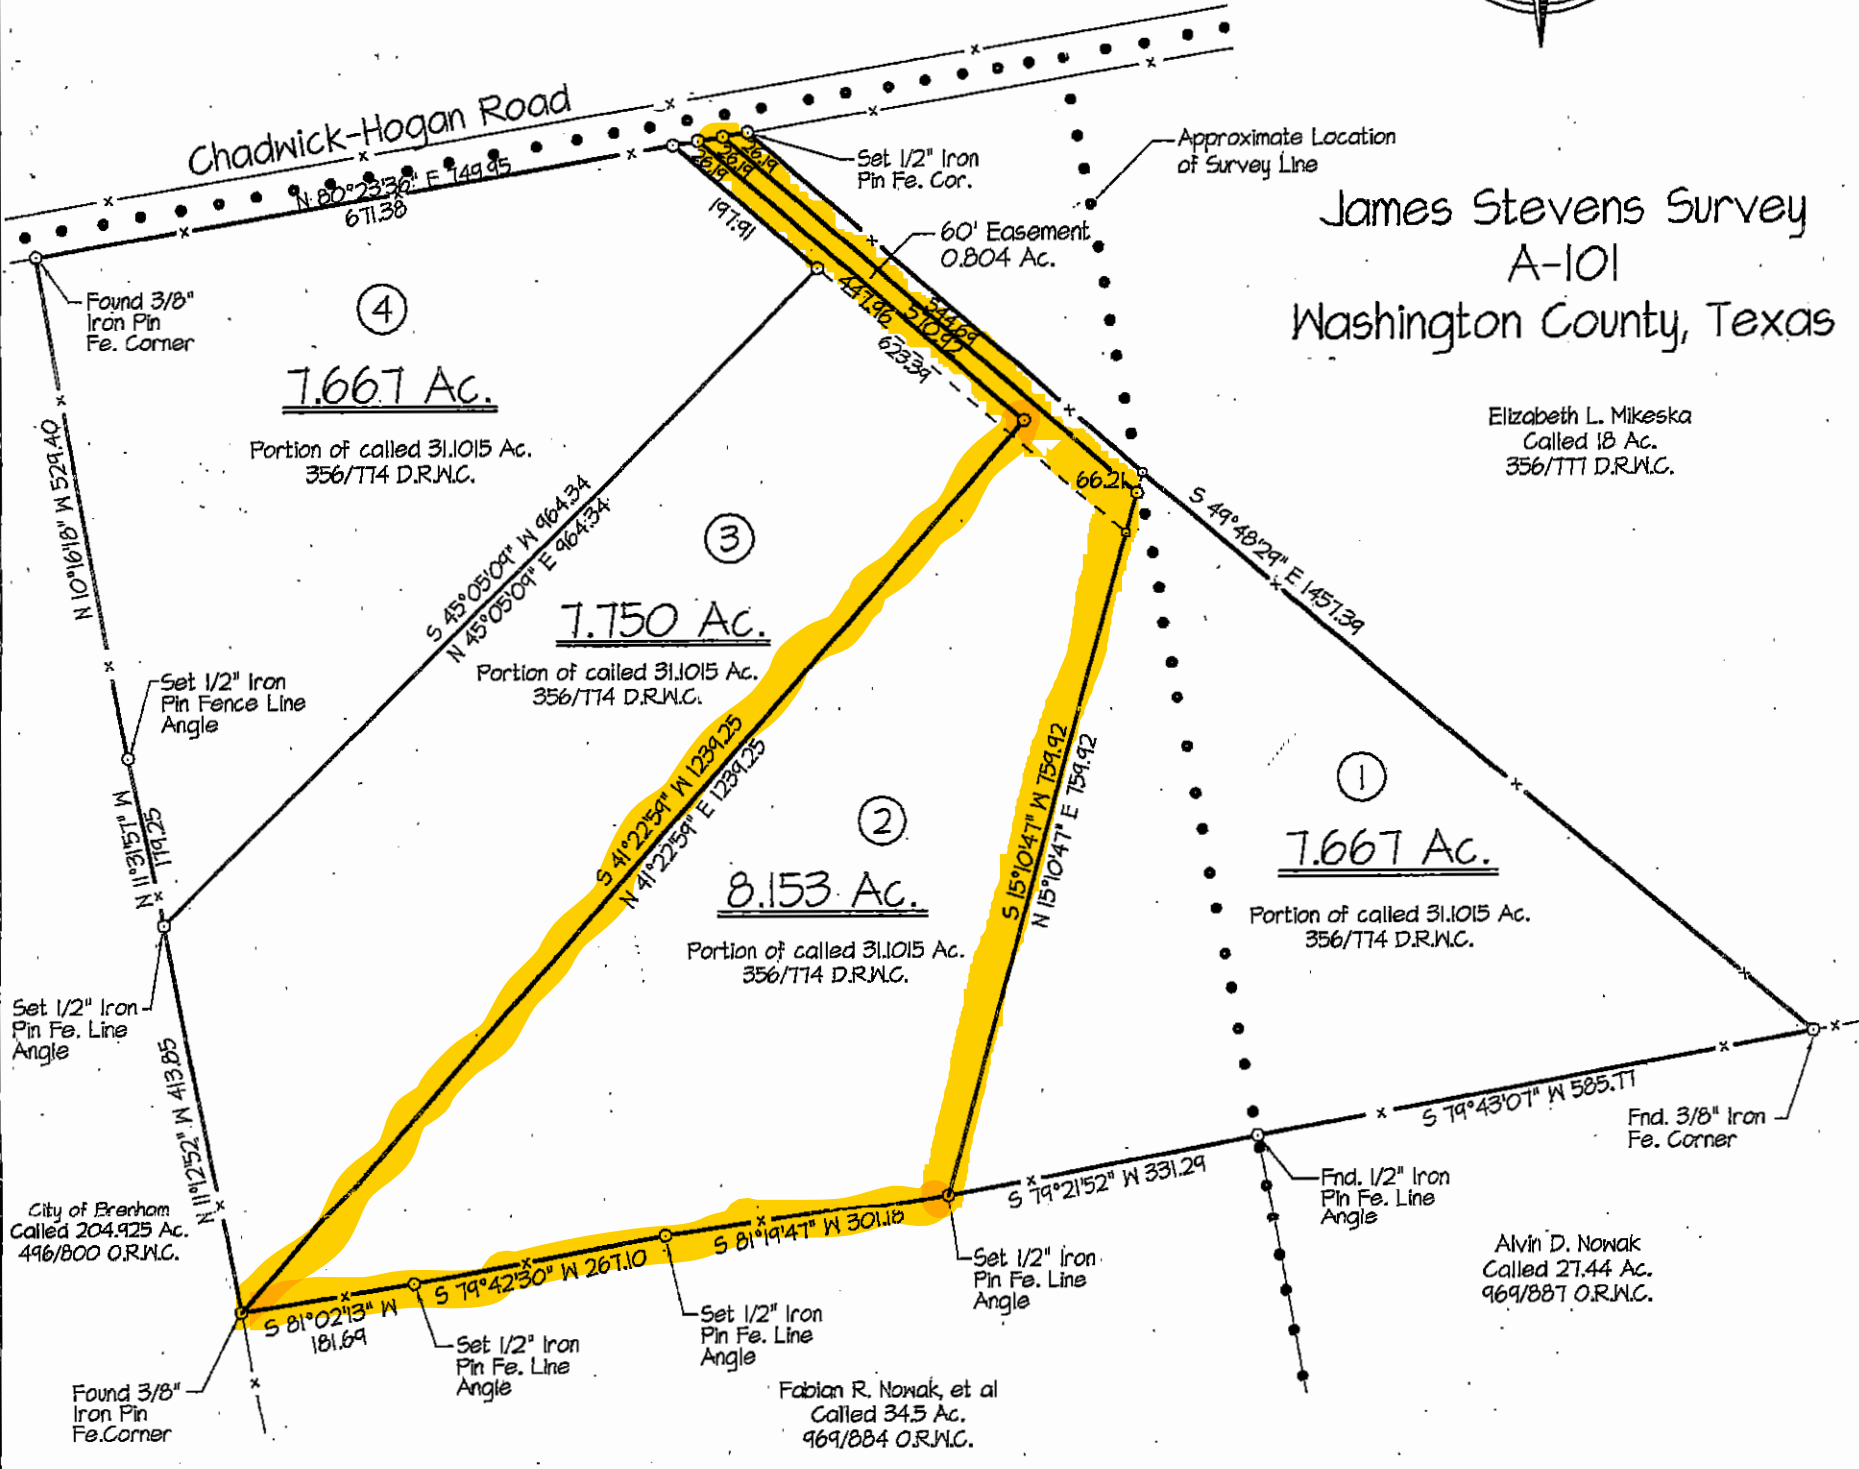 Chadwick-Hogan Road
N 80°23'36" E 749.95
671.38
26.19
26.19
26.19
Set 1/2" Iron
Pin Fe. Cor.
Approximate Location
of Survey Line
James Stevens Survey
A-101
Washington County, Texas
60' Easement
0.804 Ac.
197.91
447.96
510.92
544.69
623.39
Found 3/8"
Iron Pin
Fe. Corner
4
7.667 Ac.
Portion of called 31.1015 Ac.
356/774 D.R.W.C.
Elizabeth L. Mikeska
Called 18 Ac.
356/777 D.R.W.C.
N 10°16'18" W 529.40
66.21
S 49°48'29" E 1457.39
S 45°05'09" W 964.34
N 45°05'09" E 964.34
3
7.750 Ac.
Portion of called 31.1015 Ac.
356/774 D.R.W.C.
Set 1/2" Iron
Pin Fence Line
Angle
N 11°31'57" W
179.25
S 41°22'59" W 1239.25
N 41°22'59" E 1239.25
2
8.153 Ac.
Portion of called 31.1015 Ac.
356/774 D.R.W.C.
S 15°10'47" W 759.92
N 15°10'47" E 759.92
1
7.667 Ac.
Portion of called 31.1015 Ac.
356/774 D.R.W.C.
Set 1/2" Iron
Pin Fe. Line
Angle
N 11°12'52" W 413.85
S 79°43'07" W 585.77
Fnd. 3/8" Iron
Fe. Corner
S 79°21'52" W 331.29
Fnd. 1/2" Iron
Pin Fe. Line
Angle
City of Brenham
Called 204.925 Ac.
496/800 O.R.W.C.
S 81°19'47" W 301.18
S 79°42'30" W 267.10
S 81°02'13" W
181.69
Set 1/2" Iron
Pin Fe. Line
Angle
Set 1/2" Iron
Pin Fe. Line
Angle
Set 1/2" Iron
Pin Fe. Line
Angle
Alvin D. Nowak
Called 27.44 Ac.
969/887 O.R.W.C.
Found 3/8"
Iron Pin
Fe.Corner
Fabian R. Nowak, et al
Called 34.5 Ac.
969/884 O.R.W.C.